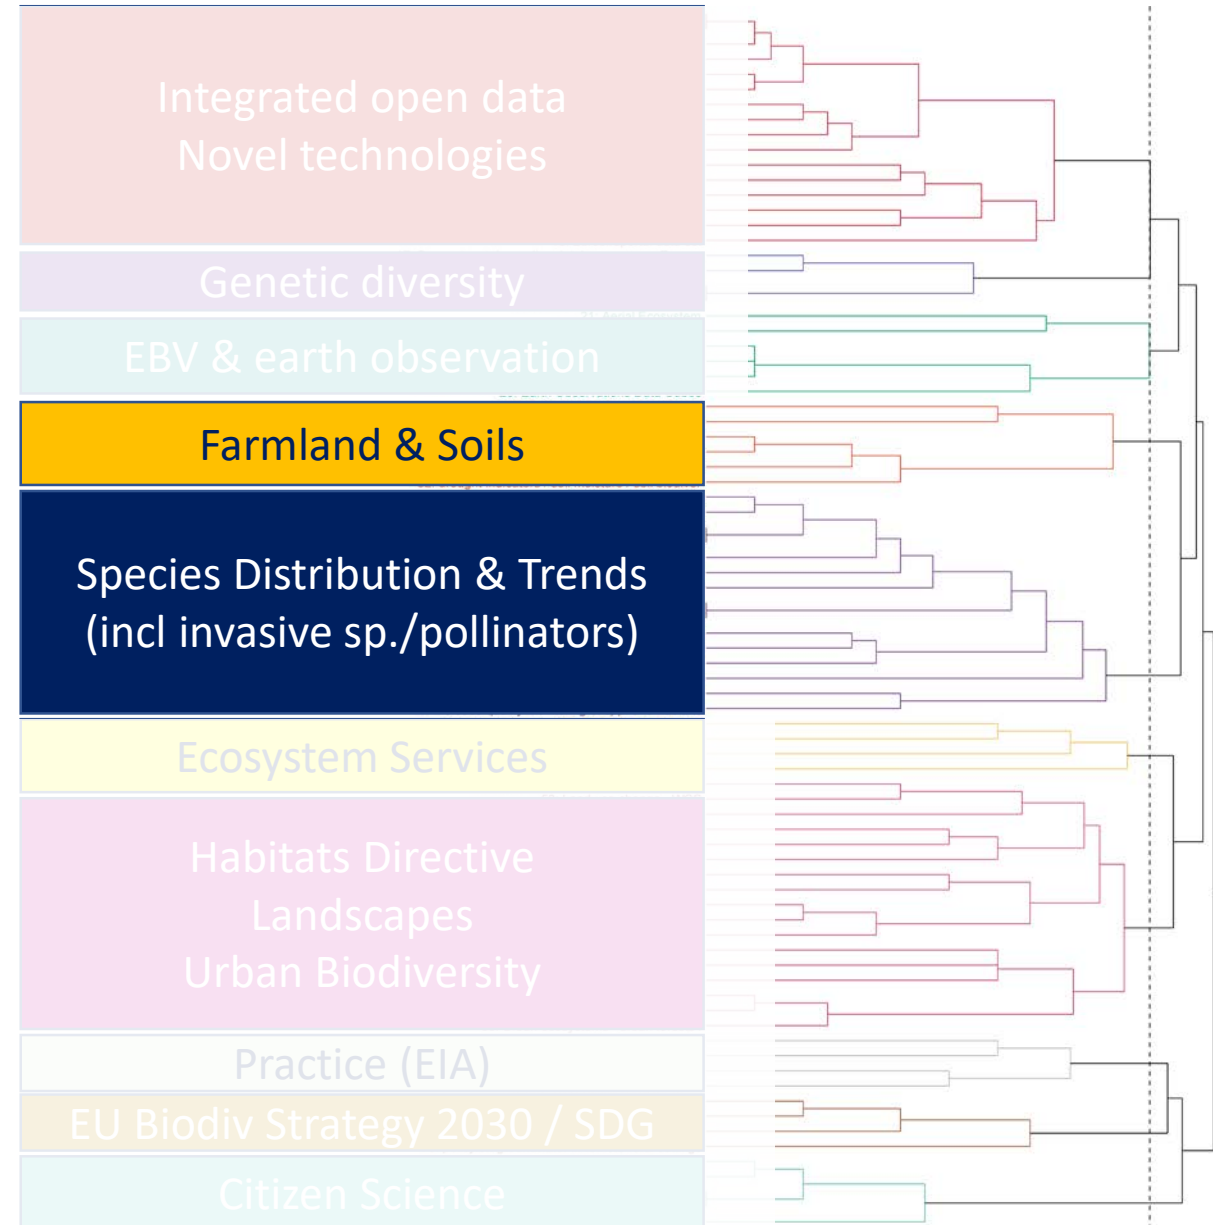 Integrated open data
Novel technologies
Genetic diversity
EBV & earth observation
Farmland & Soils
Species Distribution & Trends
(incl invasive sp./pollinators)
Ecosystem Services
Habitats Directive
Landscapes
Urban Biodiversity
Practice (EIA)
EU Biodiv Strategy 2030 / SDG
Citizen Science